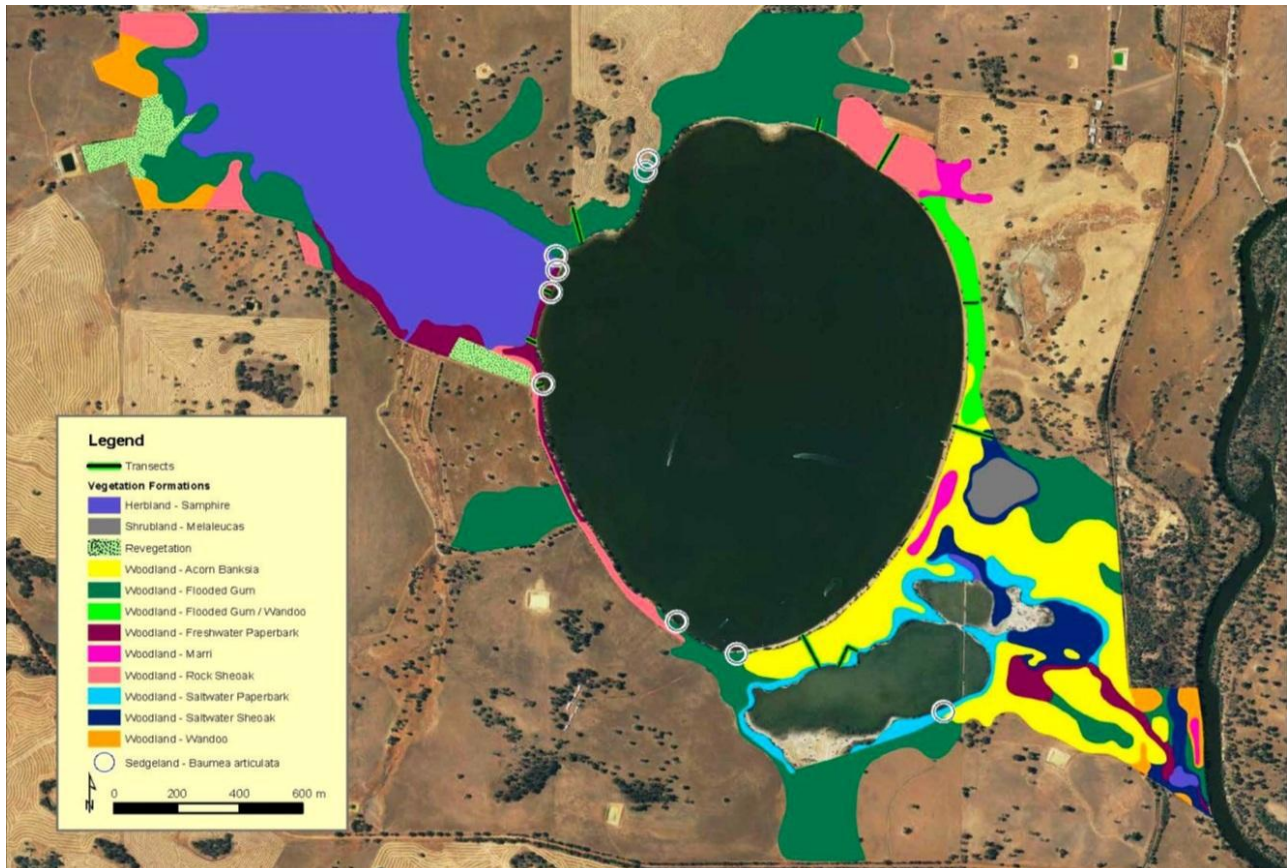 Legend
Transects
Vegetation Formations
Herbland - Samphire
Shrubland - Melaleucas
Revegetation
Woodland - Acorn Banksia
Woodland - Flooded Gum
Woodland - Flooded Gum / Wandoo
Woodland - Freshwater Paperbark
Woodland - Marri
Woodland - Rock Sheoak
Woodland - Saltwater Paperbark
Woodland - Saltwater Sheoak
Woodland - Wandoo
Sedgeland - Baumea articulata
N
0 200 400 600 m